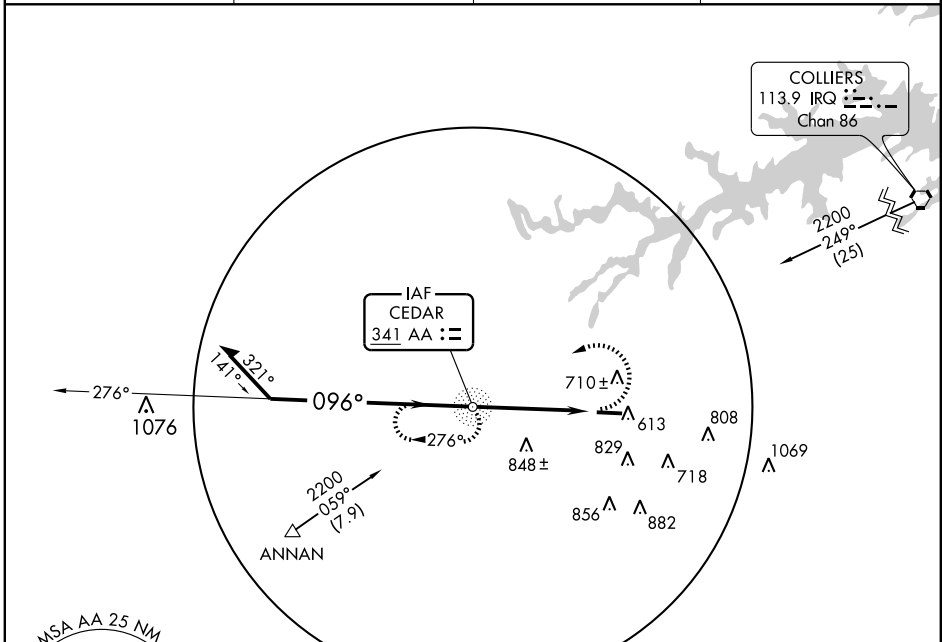 COLLIERS
113.9 IRQ
Chan 86
2200
249°
(25)
IAF
CEDAR
341 AA
321°
141°
276°
1076
096°
276°
710±
613
808
829
718
1069
848±
856
882
2200
059°
(7.9)
ANNAN
MSA AA 25 NM